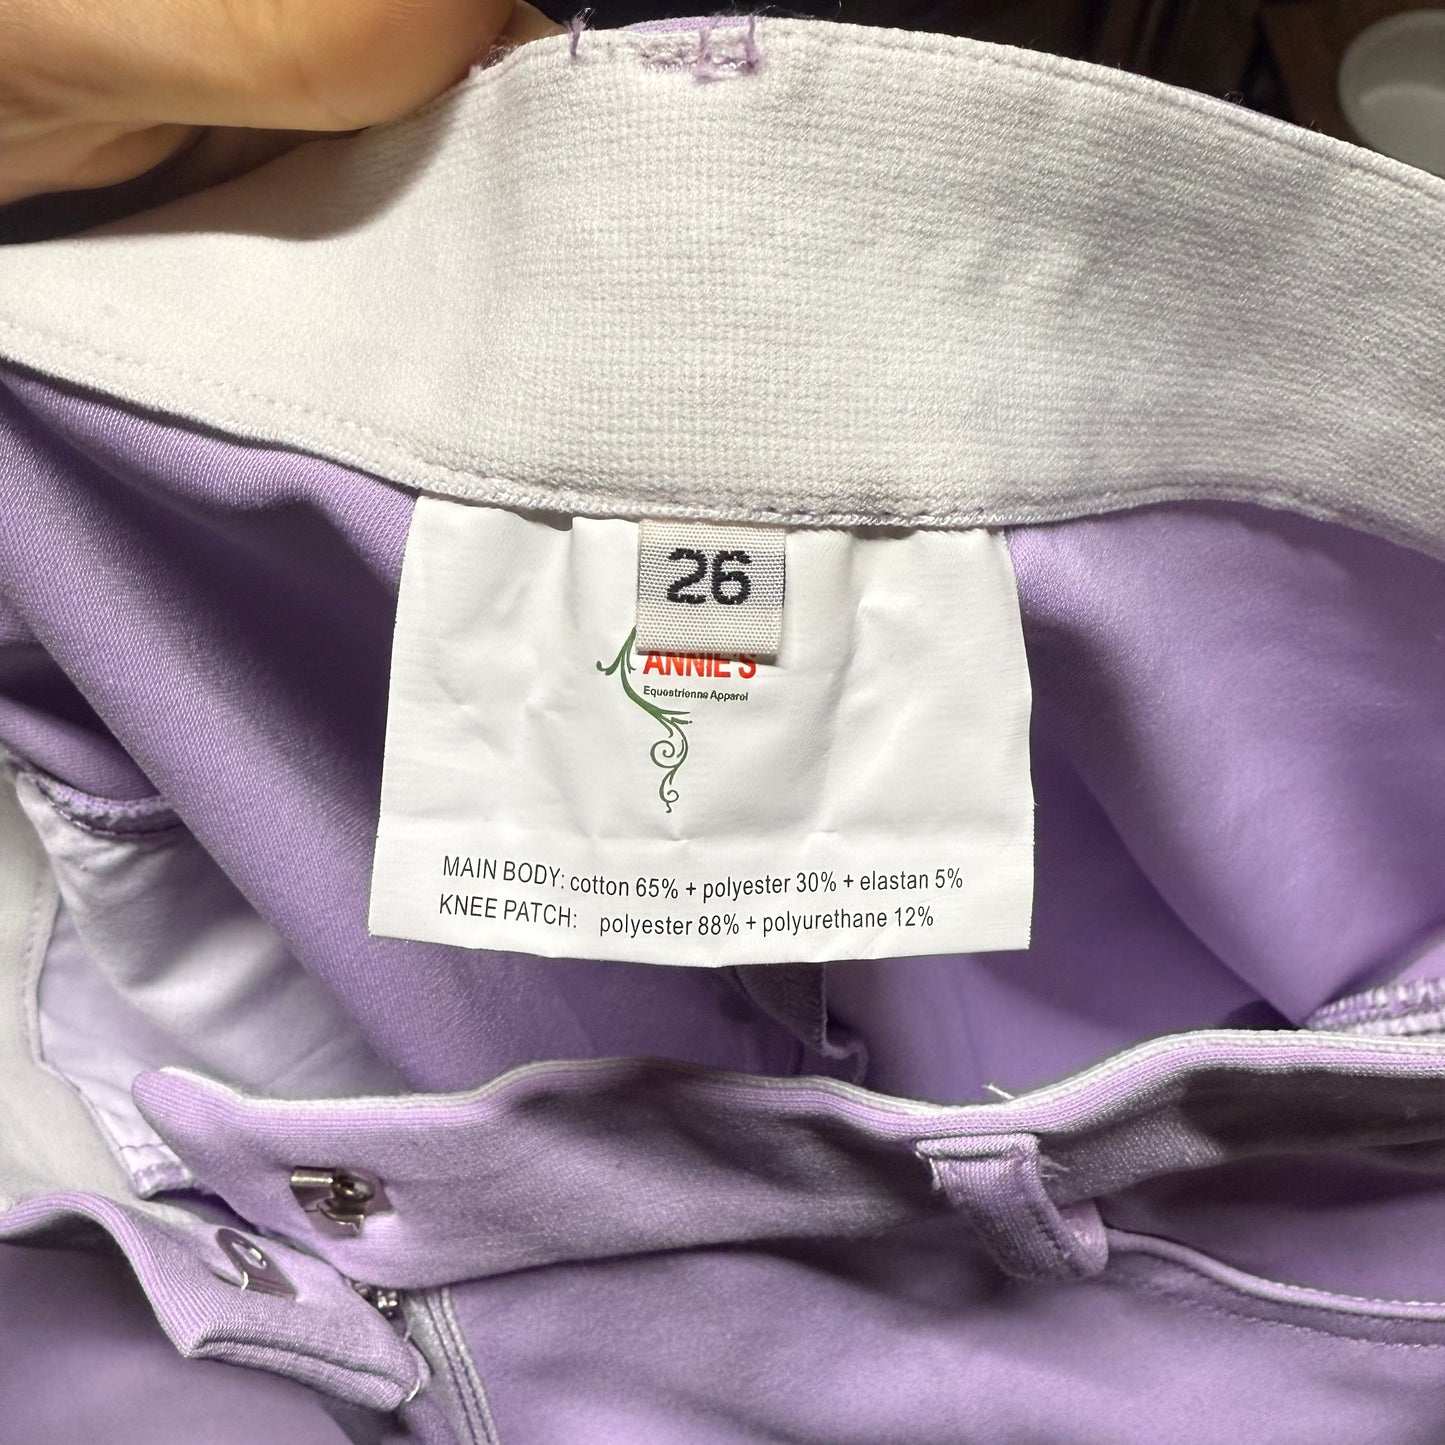 26
ANNIE'S
Equestrienne Apparel
MAIN BODY: cotton 65% + polyester 30% + elastan 5%
KNEE PATCH: polyester 88% + polyurethane 12%